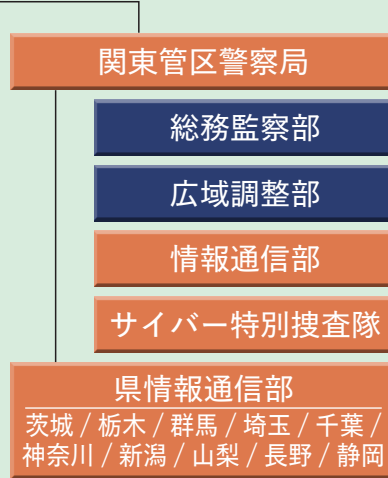 関東管区警察局
総務監察部
広域調整部
情報通信部
サイバー特別捜査隊
県情報通信部
茨城 / 栃木 / 群馬 / 埼玉 / 千葉 /
神奈川 / 新潟 / 山梨 / 長野 / 静岡